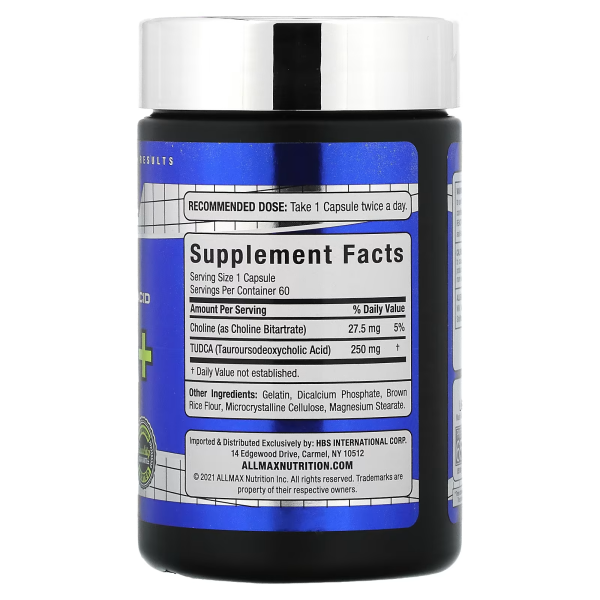 RESULTS
RECOMMENDED DOSE: Take 1 Capsule twice a day.
Supplement Facts
Serving Size 1 Capsule
Servings Per Container 60
Amount Per Serving % Daily Value
Choline (as Choline Bitartrate) 27.5 mg 5%
TUDCA (Tauroursodeoxycholic Acid) 250 mg †
† Daily Value not established.
Other Ingredients: Gelatin, Dicalcium Phosphate, Brown
Rice Flour, Microcrystalline Cellulose, Magnesium Stearate.
Imported & Distributed Exclusively by: HBS INTERNATIONAL CORP.
14 Edgewood Drive, Carmel, NY 10512
ALLMAXNUTRITION.COM
© 2021 ALLMAX Nutrition Inc. All rights reserved. Trademarks are
property of their respective owners.